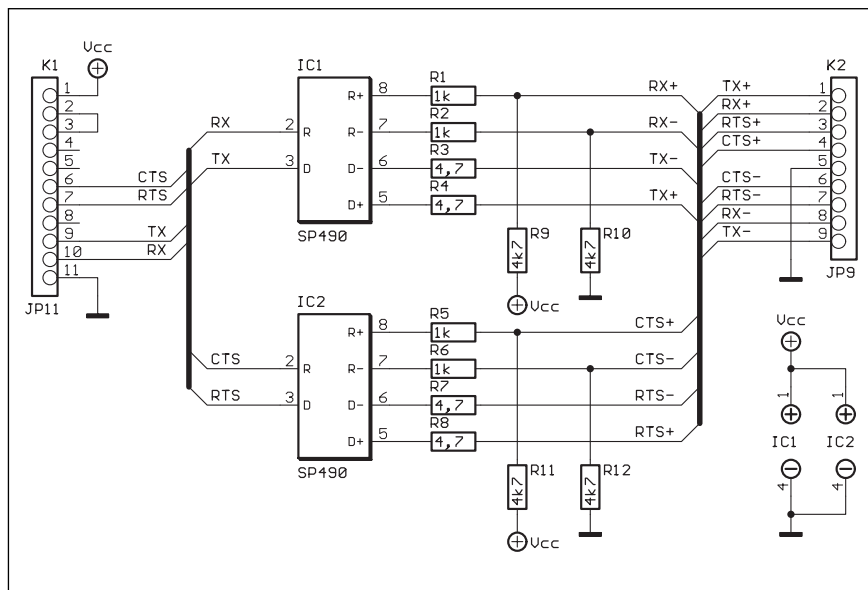 K1
Vcc
1
2
3
4
5
6
7
8
9
10
11
JP11
CTS
RTS
TX
RX
RX
TX
CTS
RTS
IC1
2 R
3 D
R+ 8
R- 7
D- 6
D+ 5
SP490
IC2
2 R
3 D
R+ 8
R- 7
D- 6
D+ 5
SP490
R1
1k
R2
1k
R3
4,7
R4
4,7
R9
4k7
R10
4k7
Vcc
R5
1k
R6
1k
R7
4,7
R8
4,7
R11
4k7
R12
4k7
Vcc
RX+
RX-
TX-
TX+
CTS+
CTS-
RTS-
RTS+
K2
TX+ 1
RX+ 2
RTS+ 3
CTS+ 4
5
CTS- 6
RTS- 7
RX- 8
TX- 9
JP9
Vcc
1 1
IC1 IC2
4 4